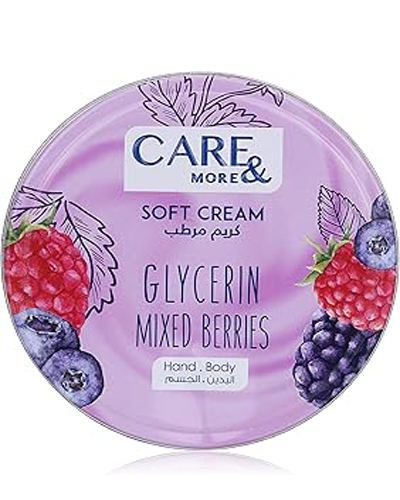 CARE &
MORE
SOFT CREAM
كريم مرطب
GLYCERIN
MIXED BERRIES
Hand . Body
اليدين . الجسم